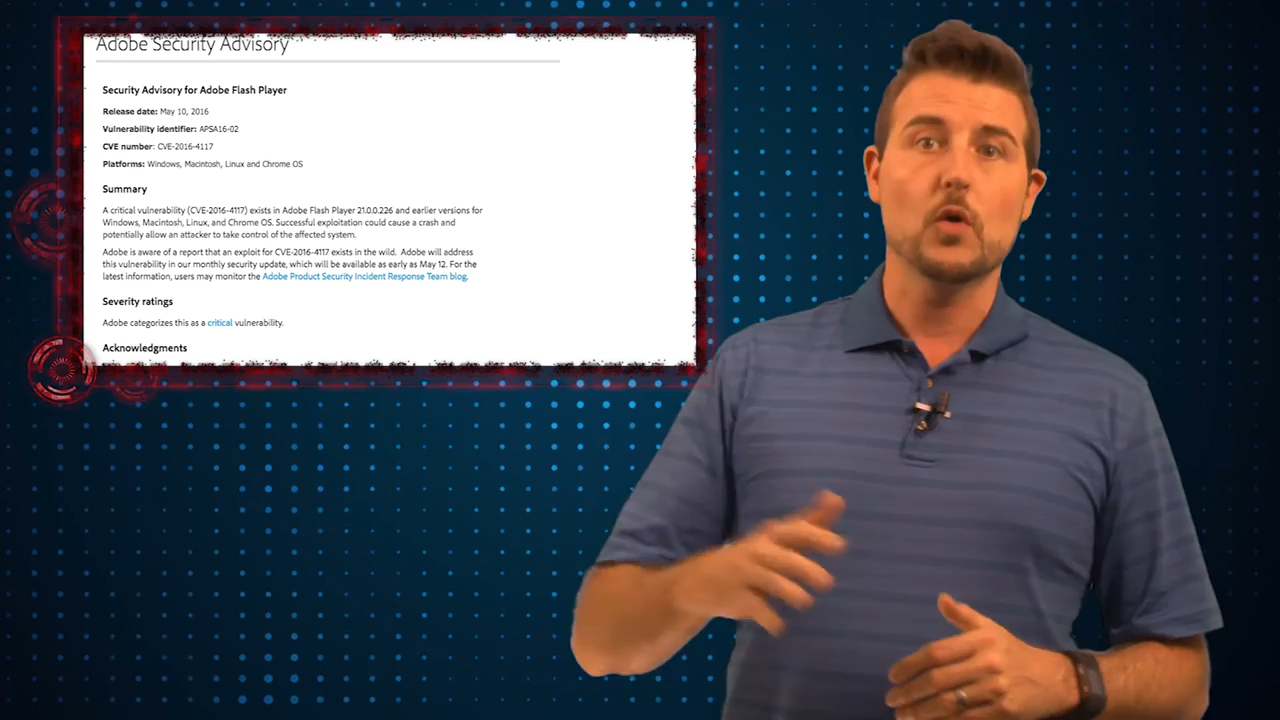 Adobe Security Advisory
Security Advisory for Adobe Flash Player
Release date: May 10, 2016
Vulnerability identifier: APSA16-02
CVE number: CVE-2016-4117
Platforms: Windows, Macintosh, Linux and Chrome OS
Summary
A critical vulnerability (CVE-2016-4117) exists in Adobe Flash Player 21.0.0.226 and earlier versions for
Windows, Macintosh, Linux, and Chrome OS. Successful exploitation could cause a crash and
potentially allow an attacker to take control of the affected system.
Adobe is aware of a report that an exploit for CVE-2016-4117 exists in the wild. Adobe will address
this vulnerability in our monthly security update, which will be available as early as May 12. For the
latest information, users may monitor the Adobe Product Security Incident Response Team blog.
Severity ratings
Adobe categorizes this as a critical vulnerability.
Acknowledgments